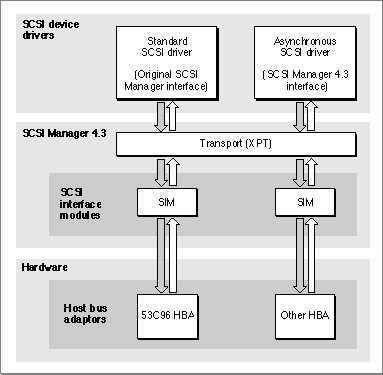 SCSI device
drivers
Standard
SCSI driver
(Original SCSI
Manager interface)
Asynchronous
SCSI driver
(SCSI Manager 4.3
interface)
SCSI Manager 4.3
Transport (XPT)
SCSI
interface
modules
SIM
SIM
Hardware
Host bus
adaptors
53C96 HBA
Other HBA